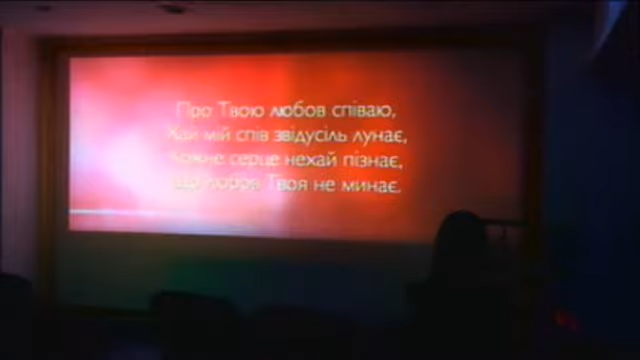 Про Твою любов співаю,
Хай мій спів звідусіль лунає,
Кожне серце нехай пізнає,
Що любов Твоя не минає.